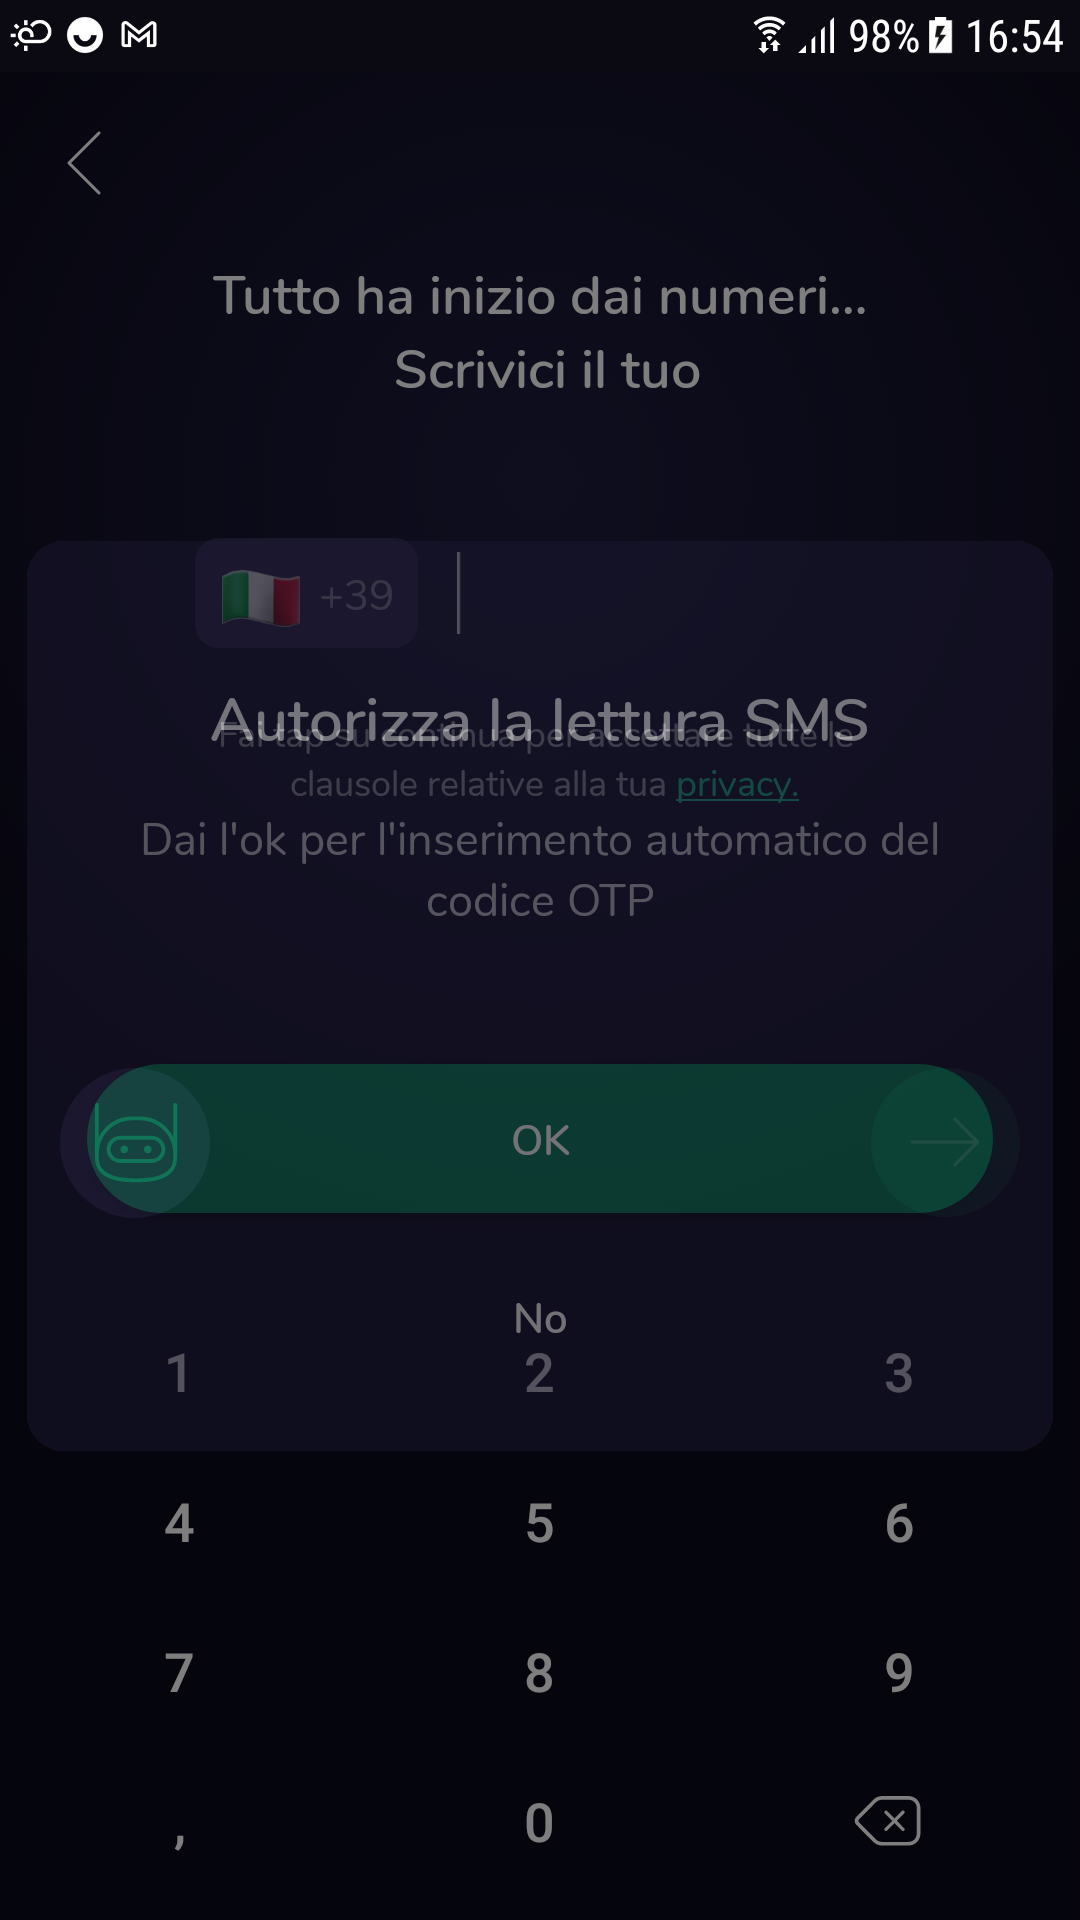 98% 16:54
Tutto ha inizio dai numeri...
Scrivici il tuo
+39
Autorizza la lettura SMS
Fai tap su continua per accettare tutte le
clausole relative alla tua privacy.
Dai l'ok per l'inserimento automatico del
codice OTP
OK
No
1 2 3
4 5 6
7 8 9
, 0